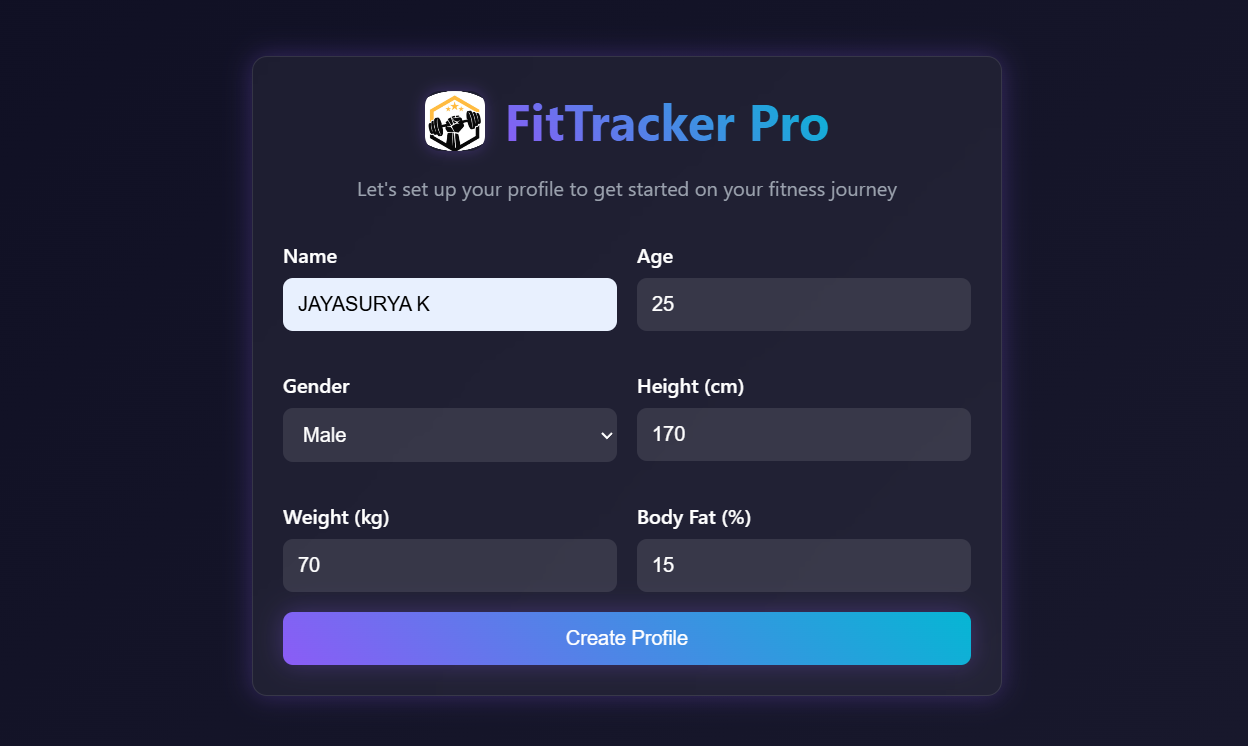 FitTracker Pro
Let's set up your profile to get started on your fitness journey
Name
JAYASURYA K
Age
25
Gender
Male
Height (cm)
170
Weight (kg)
70
Body Fat (%)
15
Create Profile